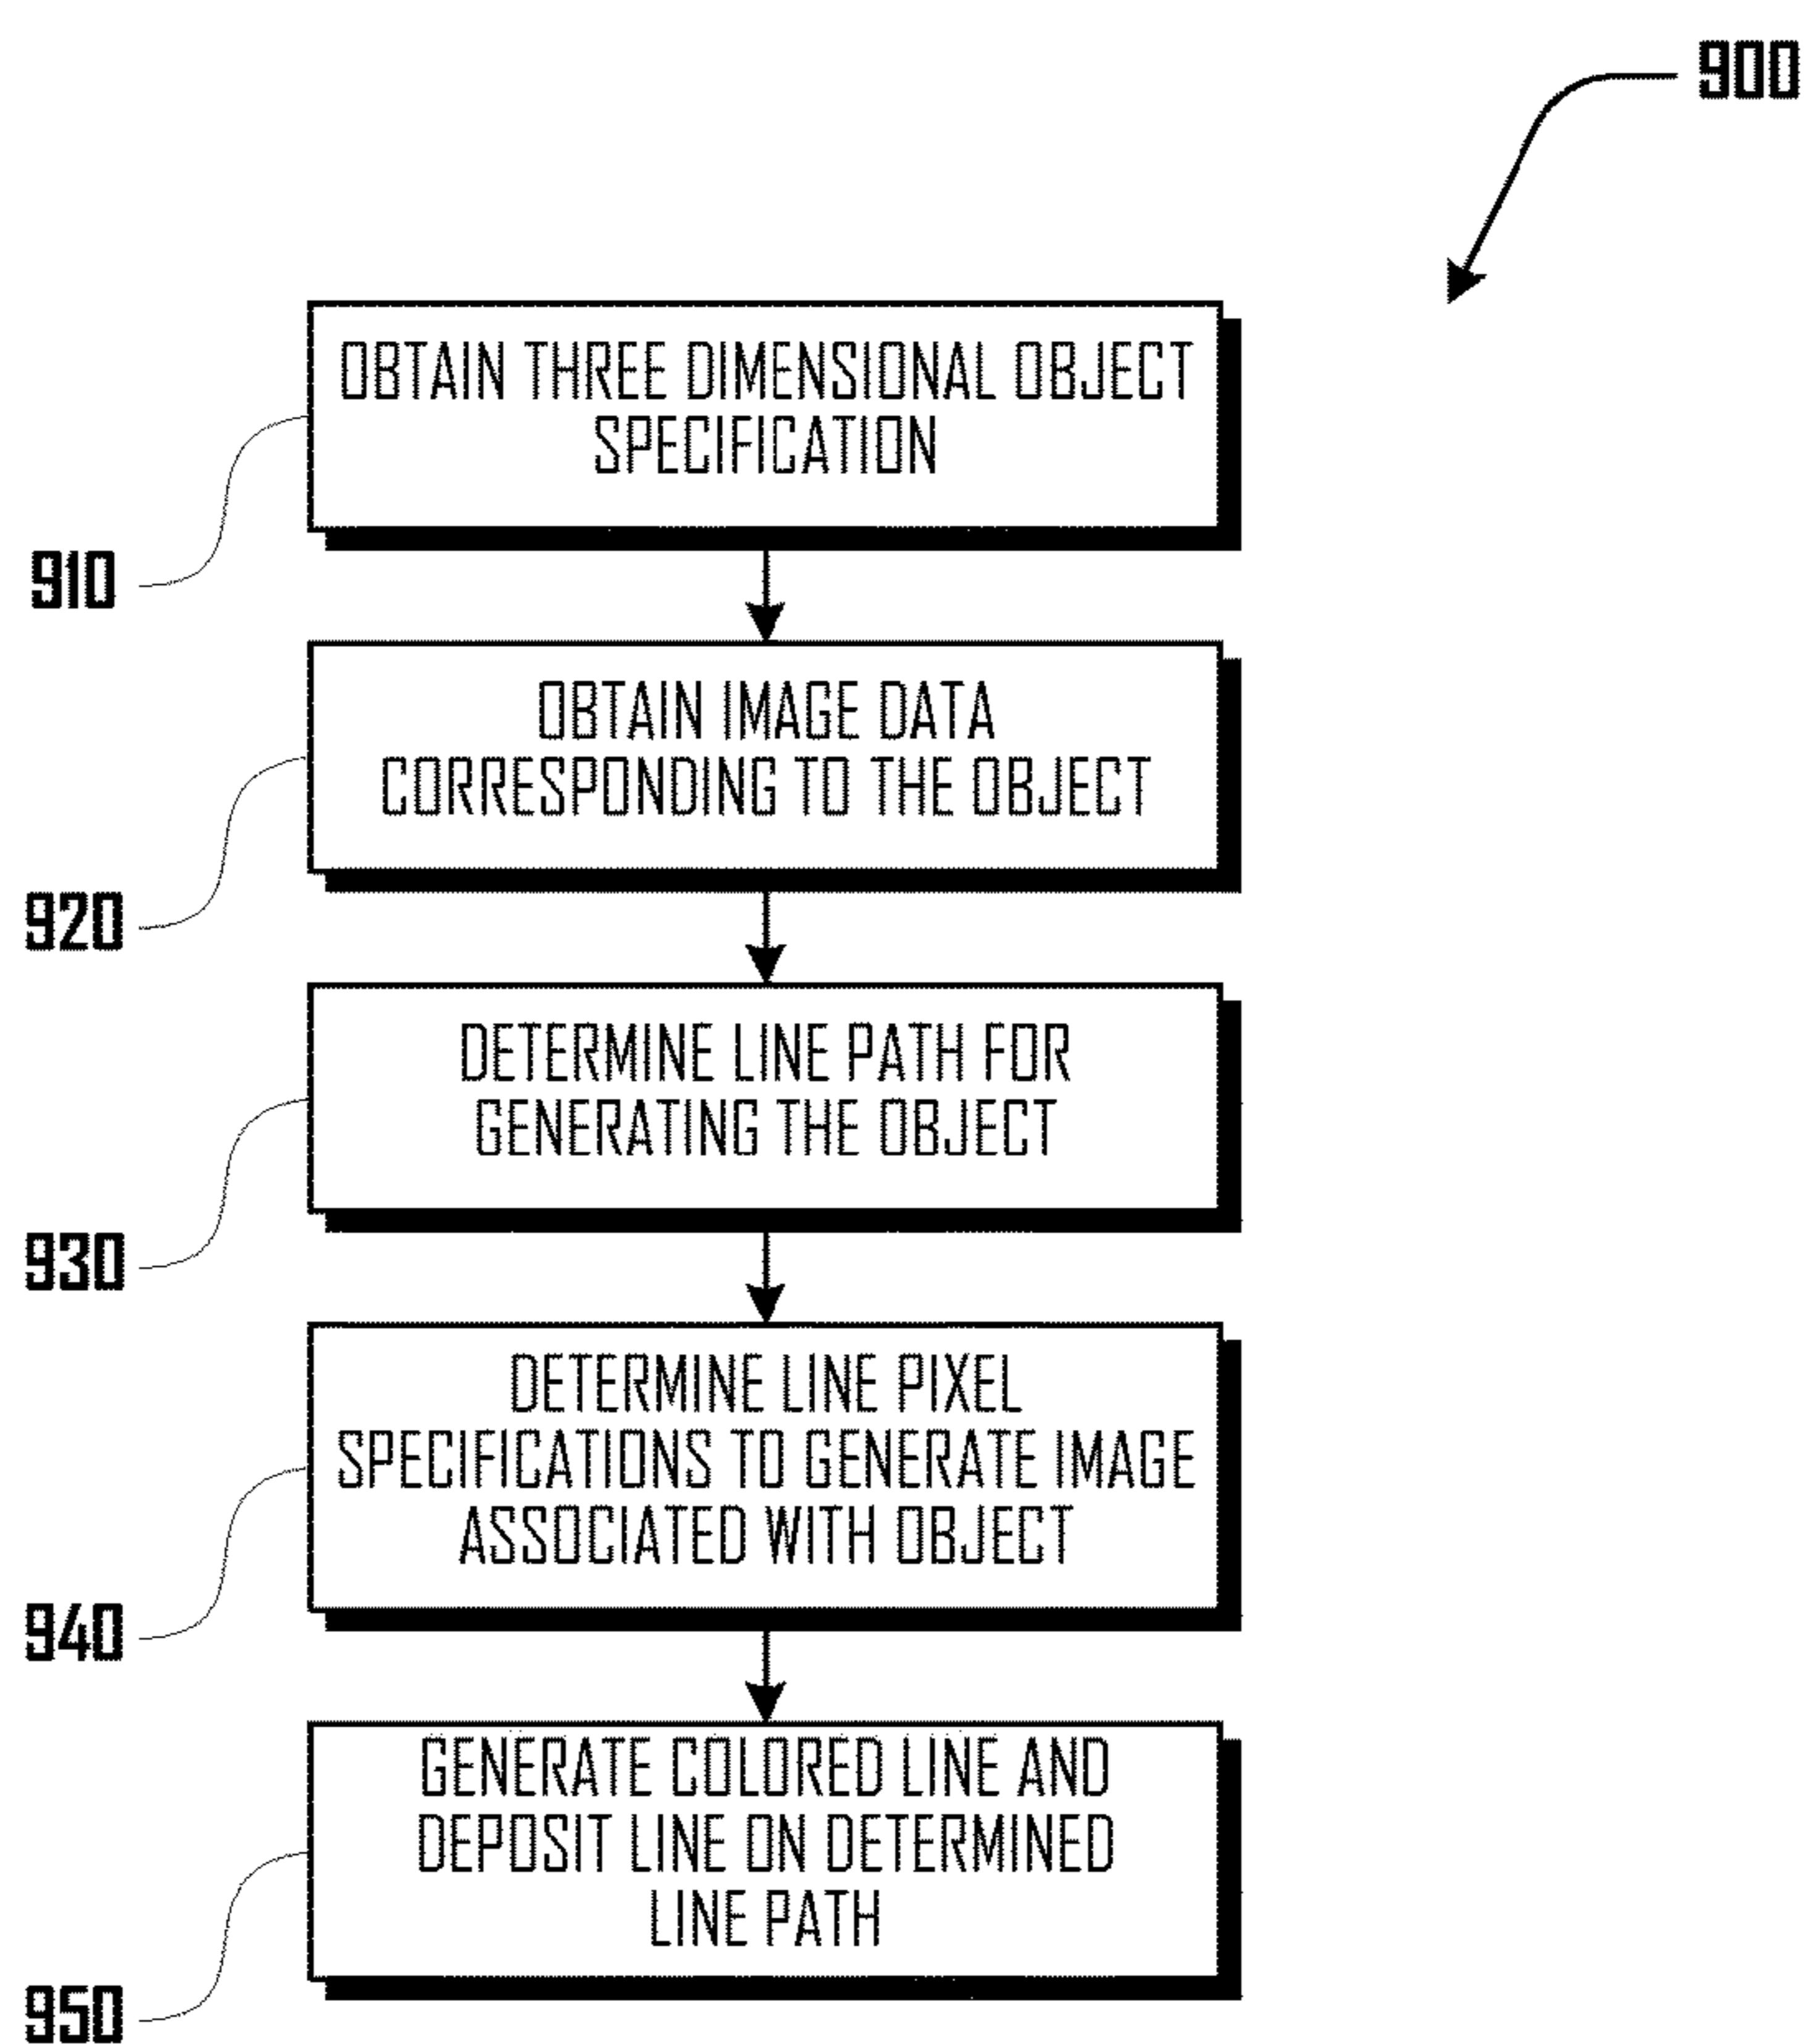 900
OBTAIN THREE DIMENSIONAL OBJECT
SPECIFICATION
910
OBTAIN IMAGE DATA
CORRESPONDING TO THE OBJECT
920
DETERMINE LINE PATH FOR
GENERATING THE OBJECT
930
DETERMINE LINE PIXEL
SPECIFICATIONS TO GENERATE IMAGE
ASSOCIATED WITH OBJECT
940
GENERATE COLORED LINE AND
DEPOSIT LINE ON DETERMINED
LINE PATH
950